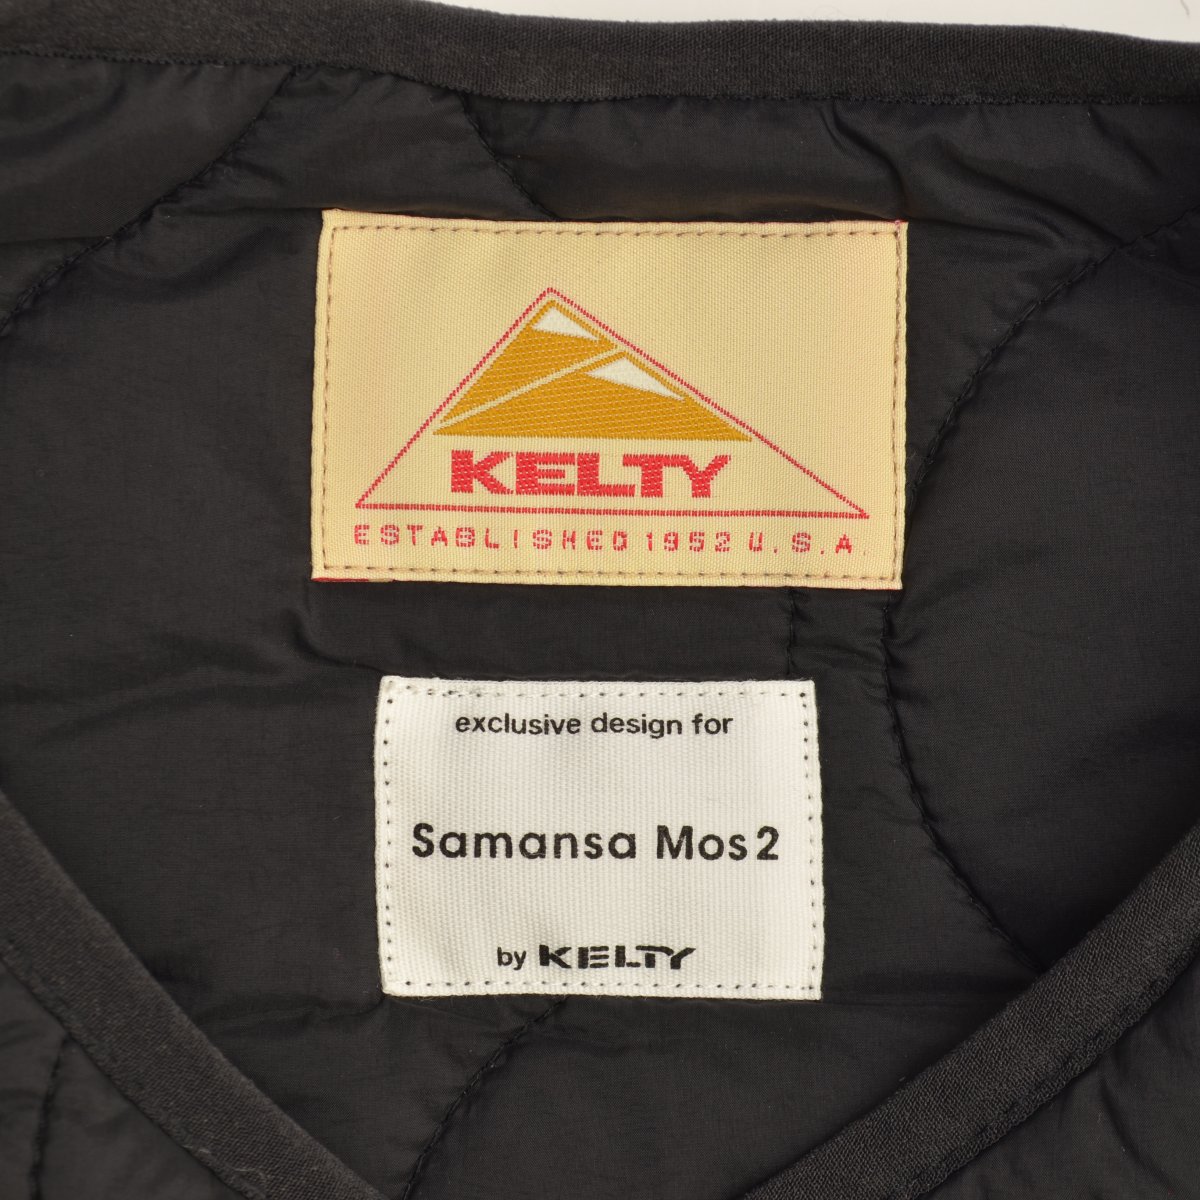 KELTY
ESTABLISHED 1952 U.S.A.
exclusive design for
Samansa Mos2
by KELTY